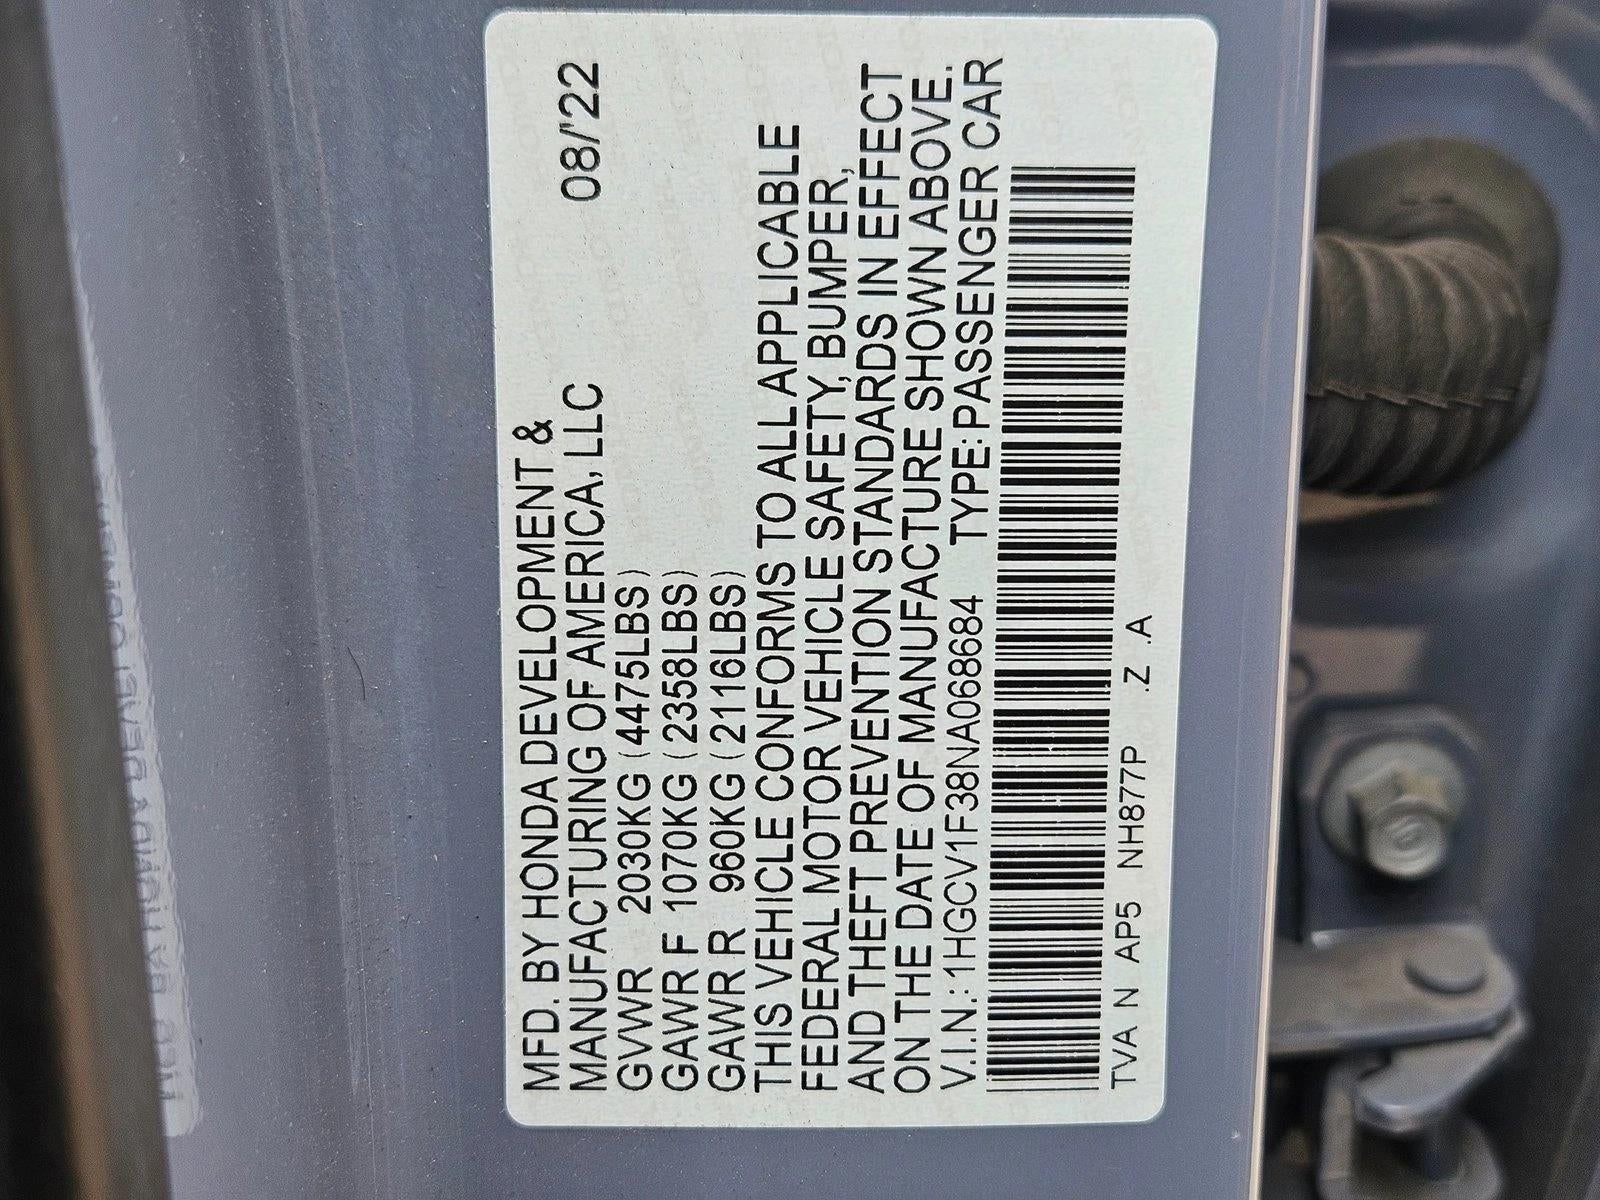 MFD. BY HONDA DEVELOPMENT &
MANUFACTURING OF AMERICA, LLC 08/'22
GVWR 2030KG (4475LBS)
GAWR F 1070KG (2358LBS)
GAWR R 960KG (2116LBS)
THIS VEHICLE CONFORMS TO ALL APPLICABLE
FEDERAL MOTOR VEHICLE SAFETY, BUMPER,
AND THEFT PREVENTION STANDARDS IN EFFECT
ON THE DATE OF MANUFACTURE SHOWN ABOVE.
V.I.N.: 1HGCV1F38NA068684 TYPE: PASSENGER CAR
TVA N AP5 NH877P .Z .A